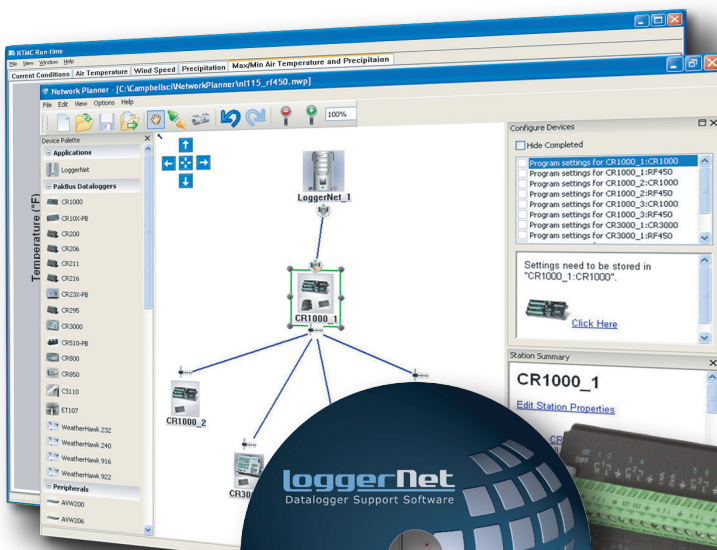 RTMC Run-time
File View Window Help
Current Conditions Air Temperature Wind Speed Precipitation Max/Min Air Temperature and Precipitaion
Temperature (°F)
Network Planner - [C:\Campbellsci\NetworkPlanner\nl115_rf450.nwp]
File Edit View Options Help
100%
Device Palette
Applications
LoggerNet
PakBus Dataloggers
CR1000
CR10X-PB
CR200
CR206
CR211
CR216
CR23X-PB
CR295
CR3000
CR510-PB
CR800
CR850
CS110
ET107
WeatherHawk 232
WeatherHawk 240
WeatherHawk 916
WeatherHawk 922
Peripherals
AVW200
AVW206
LoggerNet_1
CR1000_1
CR1000_2
CR30
Configure Devices
Hide Completed
Program settings for CR1000_1:CR1000
Program settings for CR1000_1:RF450
Program settings for CR1000_2:CR1000
Program settings for CR1000_2:RF450
Program settings for CR1000_3:CR1000
Program settings for CR1000_3:RF450
Program settings for CR3000_1:CR3000
Program settings for CR3000_1:RF450
Settings need to be stored in
"CR1000_1:CR1000".
Click Here
Station Summary
CR1000_1
Edit Station Properties
CR
LoggerNet
Datalogger Support Software